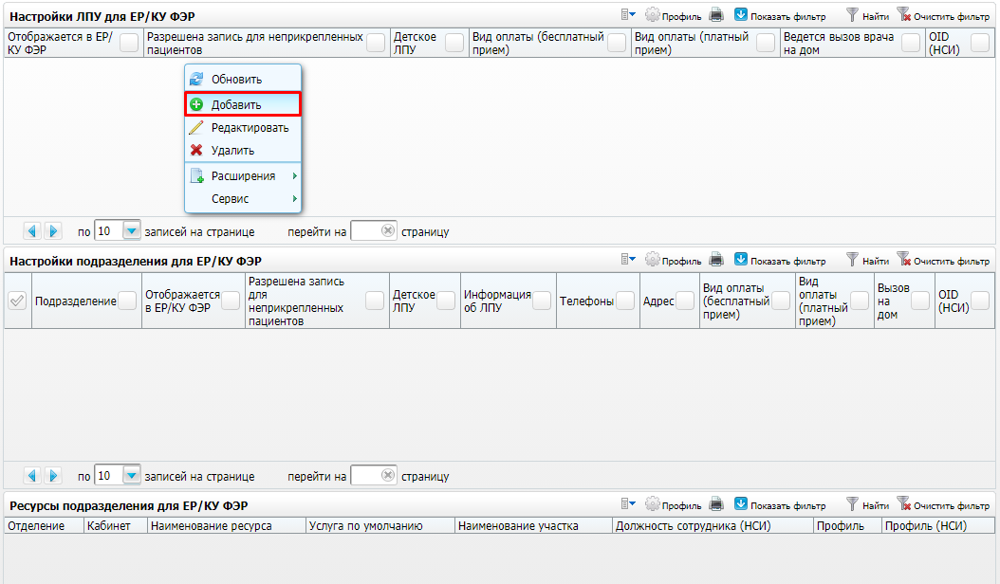 Настройки ЛПУ для ЕР/КУ ФЭР
Профиль Показать фильтр Найти Очистить фильтр
Отображается в ЕР/
КУ ФЭР
Разрешена запись для неприкрепленных
пациентов
Детское
ЛПУ
Вид оплаты (бесплатный
прием)
Вид оплаты (платный
прием)
Ведется вызов врача
на дом
OID
(НСИ)
Обновить
Добавить
Редактировать
Удалить
Расширения
Сервис
по 10 записей на странице перейти на страницу
Настройки подразделения для ЕР/КУ ФЭР
Профиль Показать фильтр Найти Очистить фильтр
Подразделение
Отображается
в ЕР/КУ ФЭР
Разрешена запись
для
неприкрепленных
пациентов
Детское
ЛПУ
Информация
об ЛПУ
Телефоны
Адрес
Вид оплаты
(бесплатный
прием)
Вид
оплаты
(платный
прием)
Вызов
на
дом
OID
(НСИ)
по 10 записей на странице перейти на страницу
Ресурсы подразделения для ЕР/КУ ФЭР
Профиль Показать фильтр Найти Очистить фильтр
Отделение Кабинет Наименование ресурса Услуга по умолчанию Наименование участка Должность сотрудника (НСИ) Профиль Профиль (НСИ)